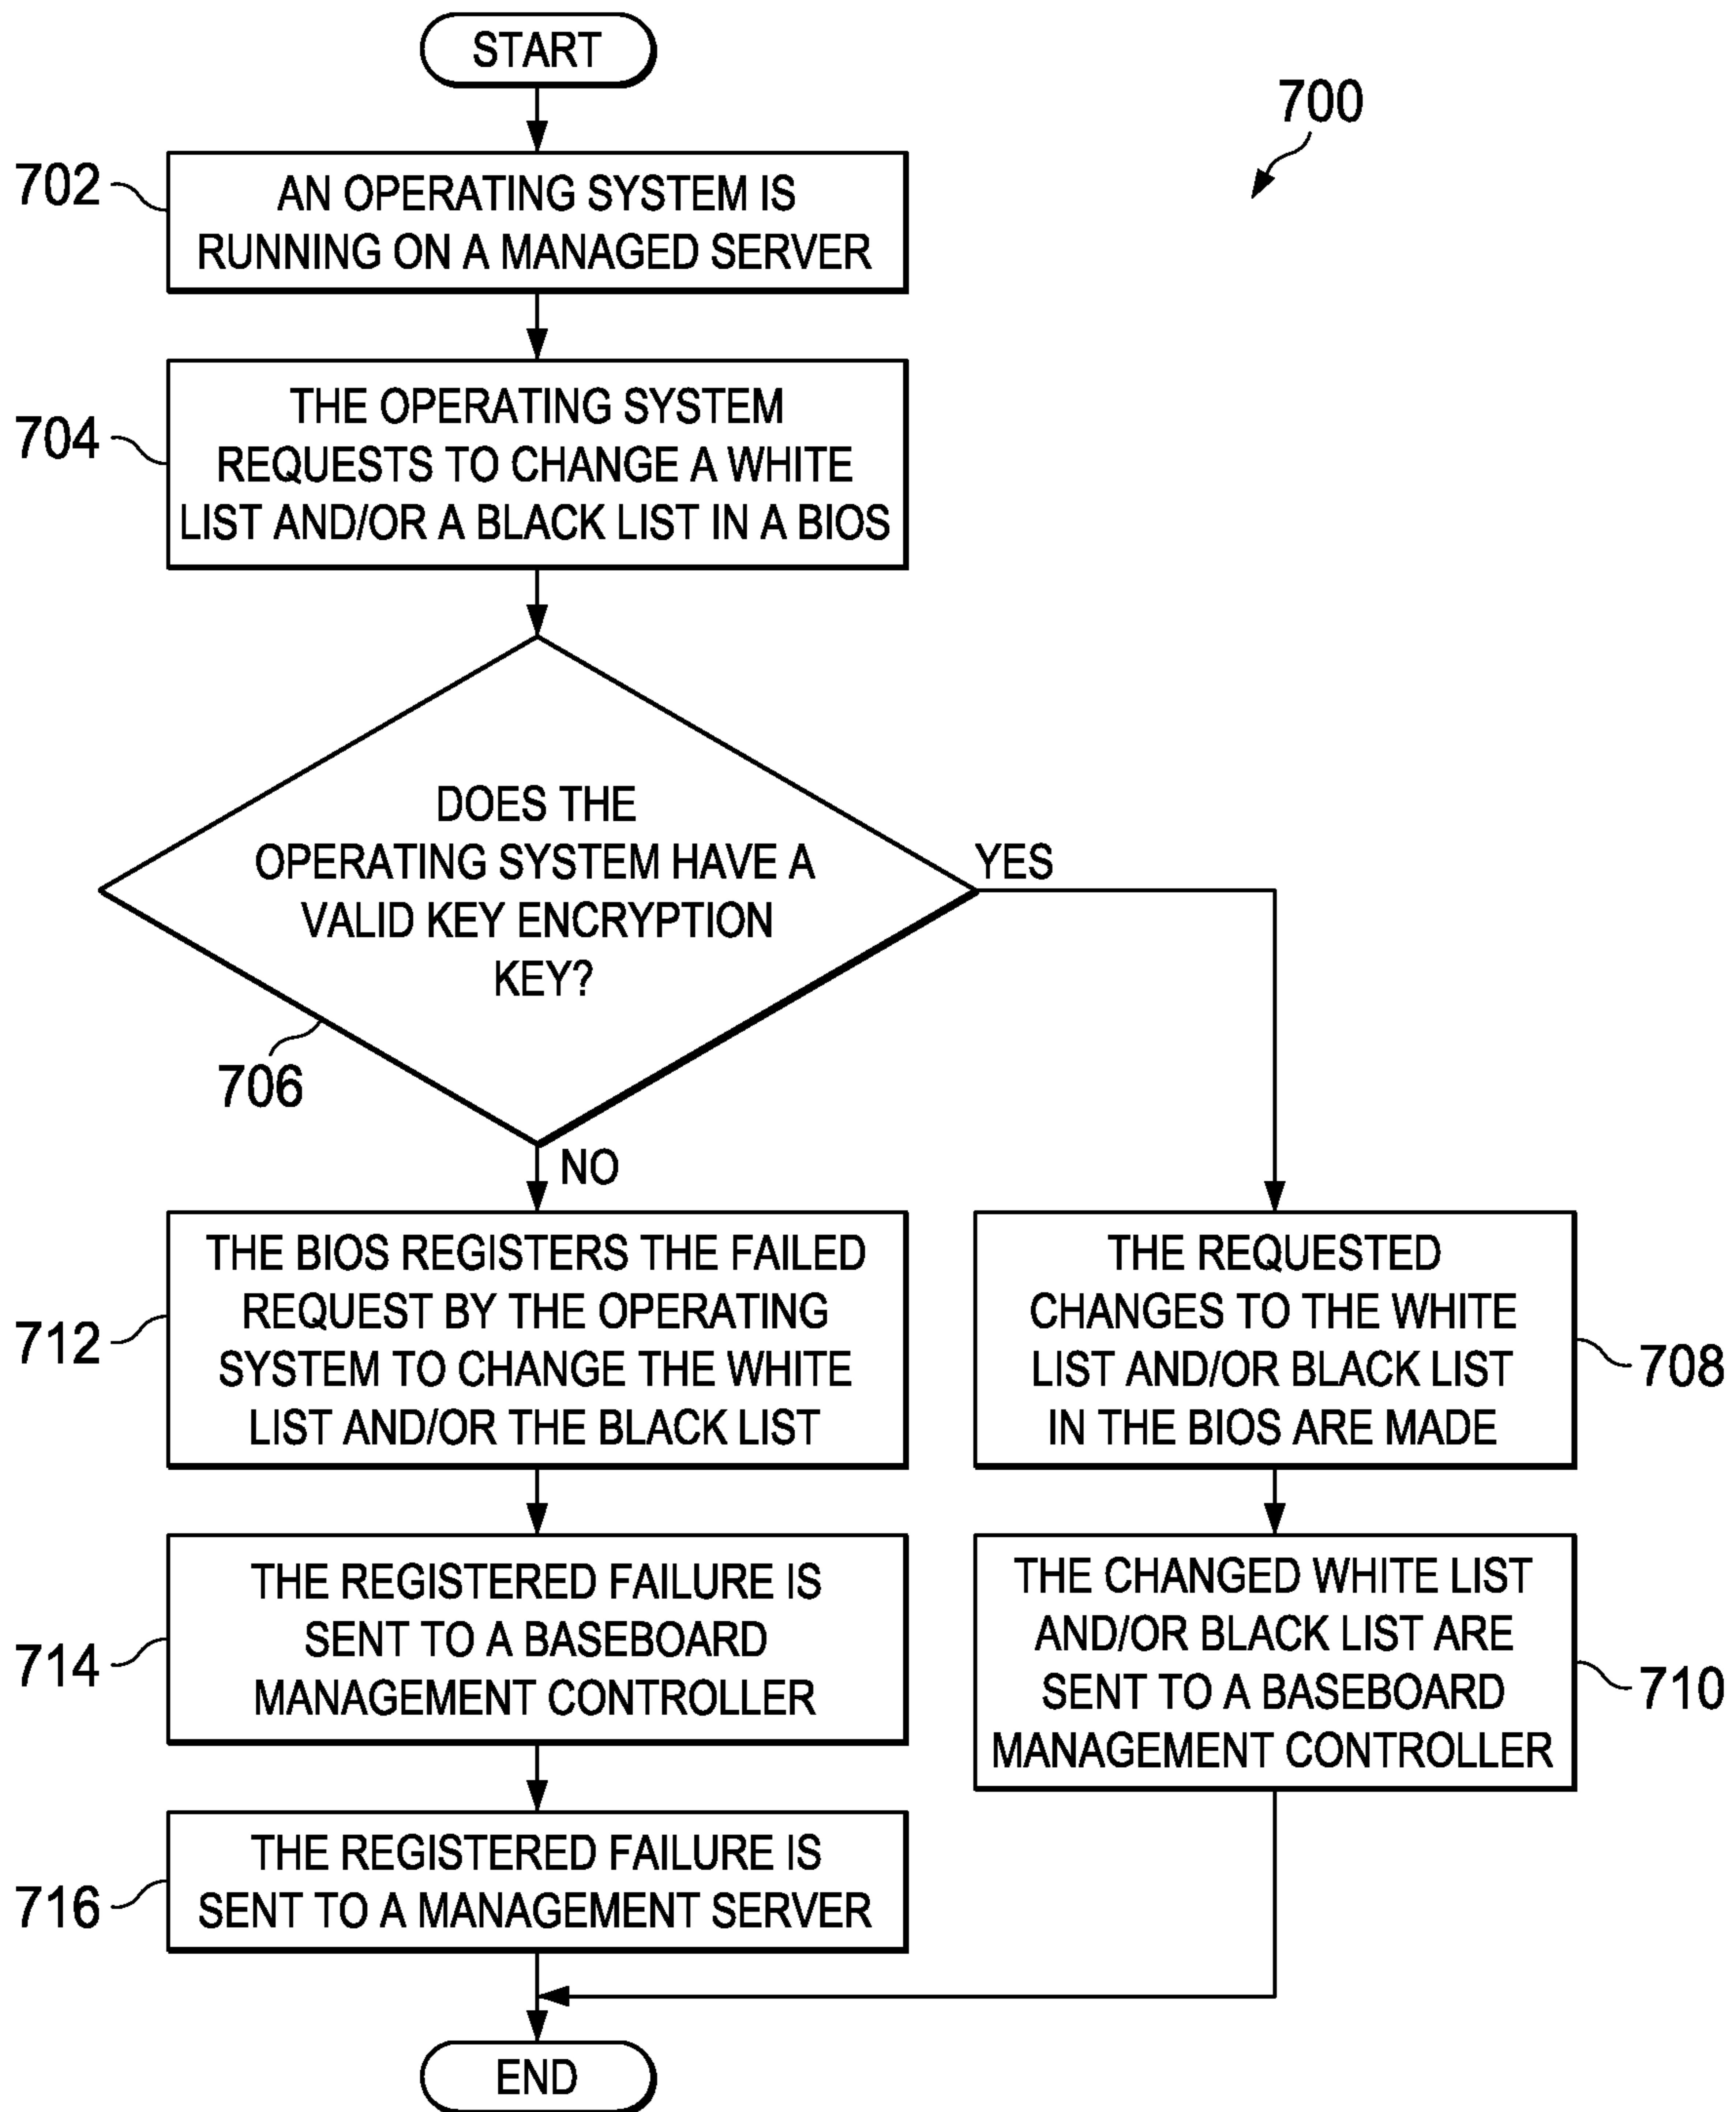 START
700
702
AN OPERATING SYSTEM IS
RUNNING ON A MANAGED SERVER
704
THE OPERATING SYSTEM
REQUESTS TO CHANGE A WHITE
LIST AND/OR A BLACK LIST IN A BIOS
DOES THE
OPERATING SYSTEM HAVE A
VALID KEY ENCRYPTION
KEY?
706
YES
NO
712
THE BIOS REGISTERS THE FAILED
REQUEST BY THE OPERATING
SYSTEM TO CHANGE THE WHITE
LIST AND/OR THE BLACK LIST
THE REQUESTED
CHANGES TO THE WHITE
LIST AND/OR BLACK LIST
IN THE BIOS ARE MADE
708
714
THE REGISTERED FAILURE IS
SENT TO A BASEBOARD
MANAGEMENT CONTROLLER
THE CHANGED WHITE LIST
AND/OR BLACK LIST ARE
SENT TO A BASEBOARD
MANAGEMENT CONTROLLER
710
716
THE REGISTERED FAILURE IS
SENT TO A MANAGEMENT SERVER
END